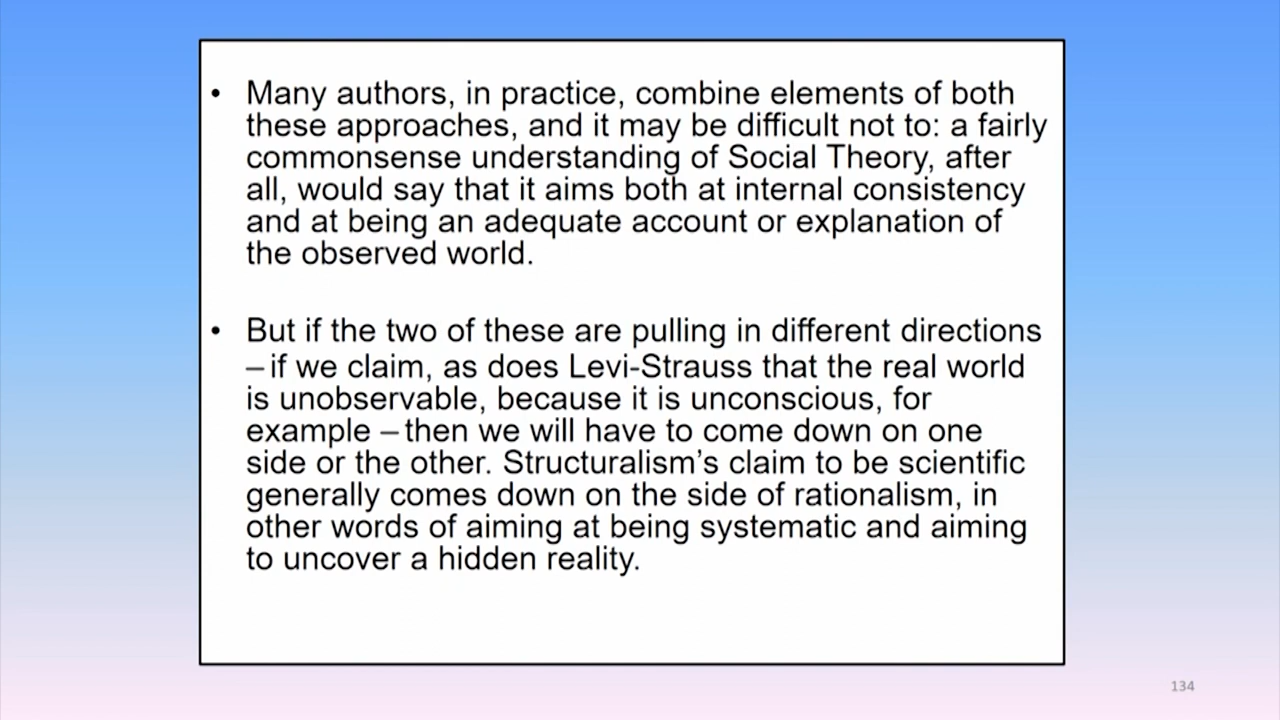 • Many authors, in practice, combine elements of both
these approaches, and it may be difficult not to: a fairly
commonsense understanding of Social Theory, after
all, would say that it aims both at internal consistency
and at being an adequate account or explanation of
the observed world.
• But if the two of these are pulling in different directions
– if we claim, as does Levi-Strauss that the real world
is unobservable, because it is unconscious, for
example – then we will have to come down on one
side or the other. Structuralism’s claim to be scientific
generally comes down on the side of rationalism, in
other words of aiming at being systematic and aiming
to uncover a hidden reality.
134